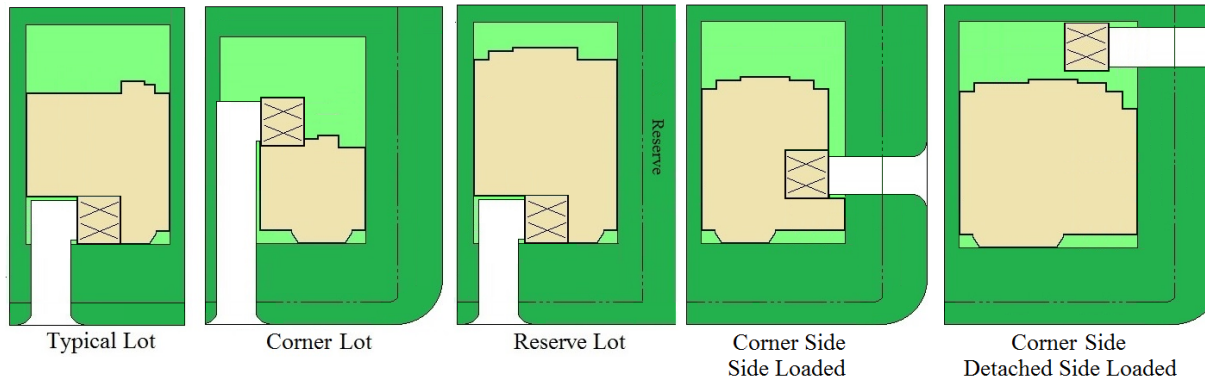 Reserve
Typical Lot
Corner Lot
Reserve Lot
Corner Side
Side Loaded
Corner Side
Detached Side Loaded